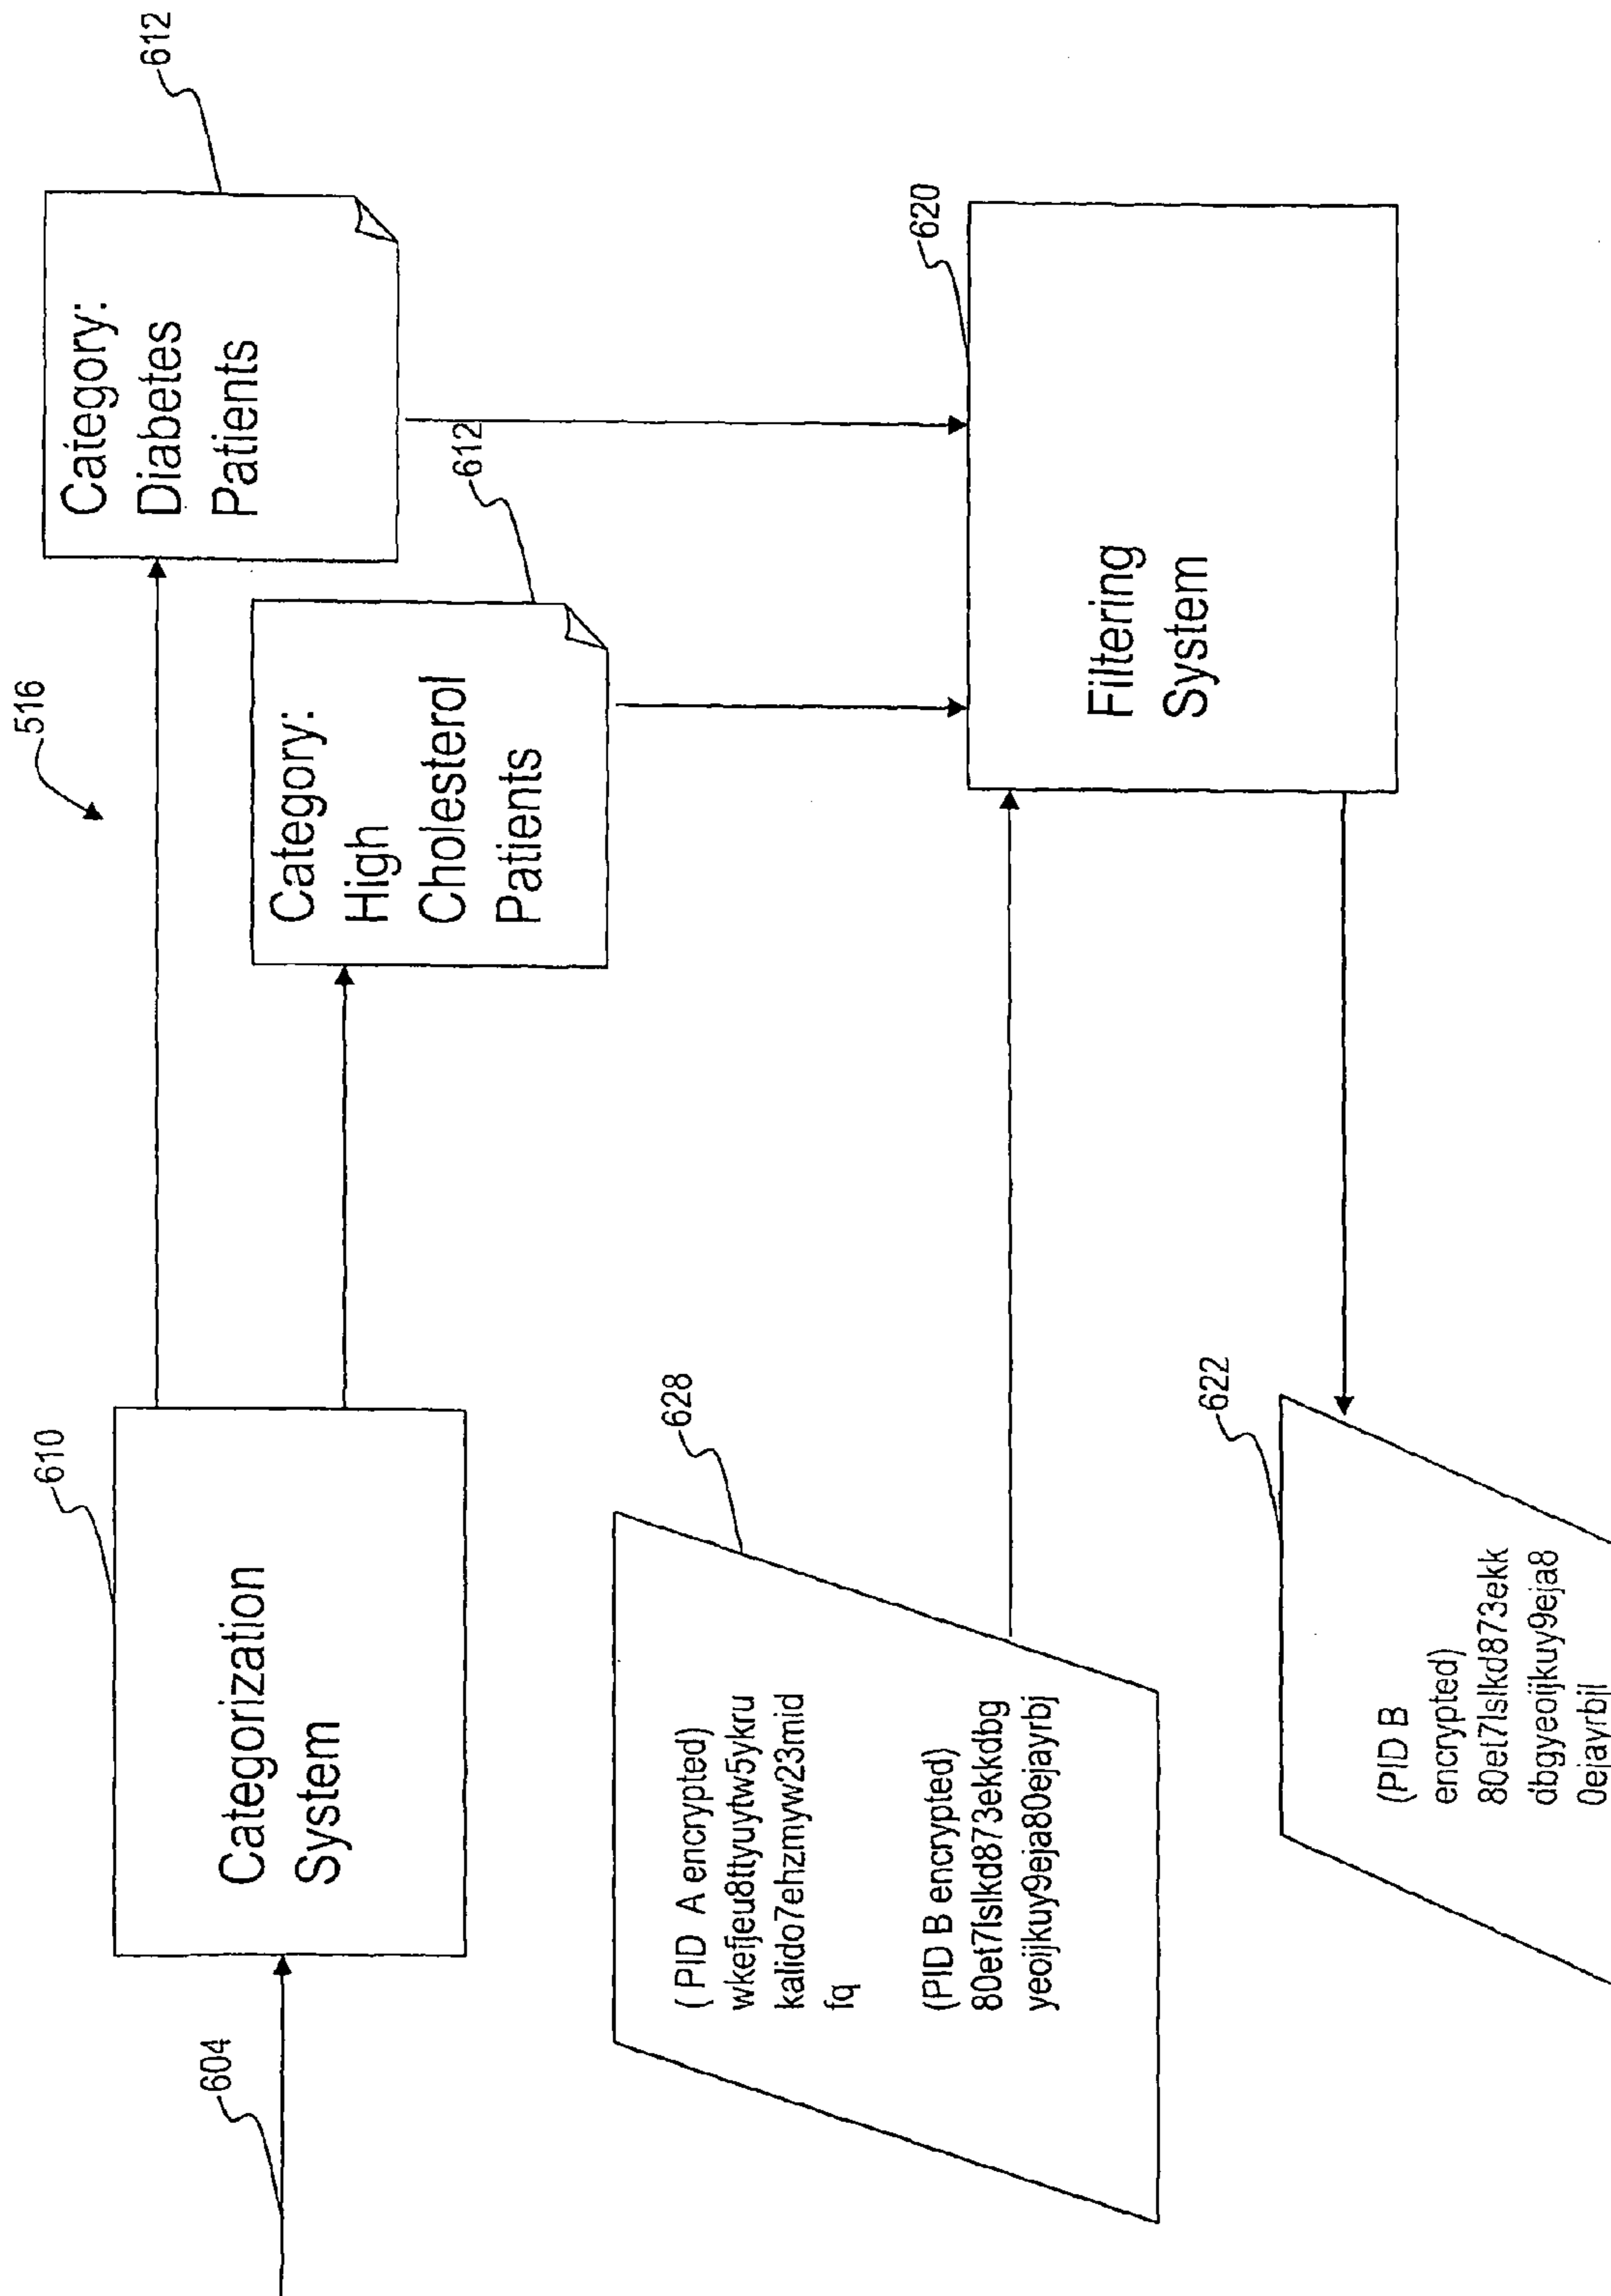 516
604
610
Categorization
System
612
Category:
Diabetes
Patients
612
Category:
High
Cholesterol
Patients
628
( PID A encrypted)
wkefjeu8ttyuytw5ykru
kalido7ehzmyw23mid
fq
(PID B encrypted)
80et7lslkd873ekkdbg
yeoijkuy9eja80ejayrbj
620
Filtering
System
622
(PID B
encrypted)
80et7lslkd873ekk
dbgyeoijkuy9eja8
0ejayrbjl